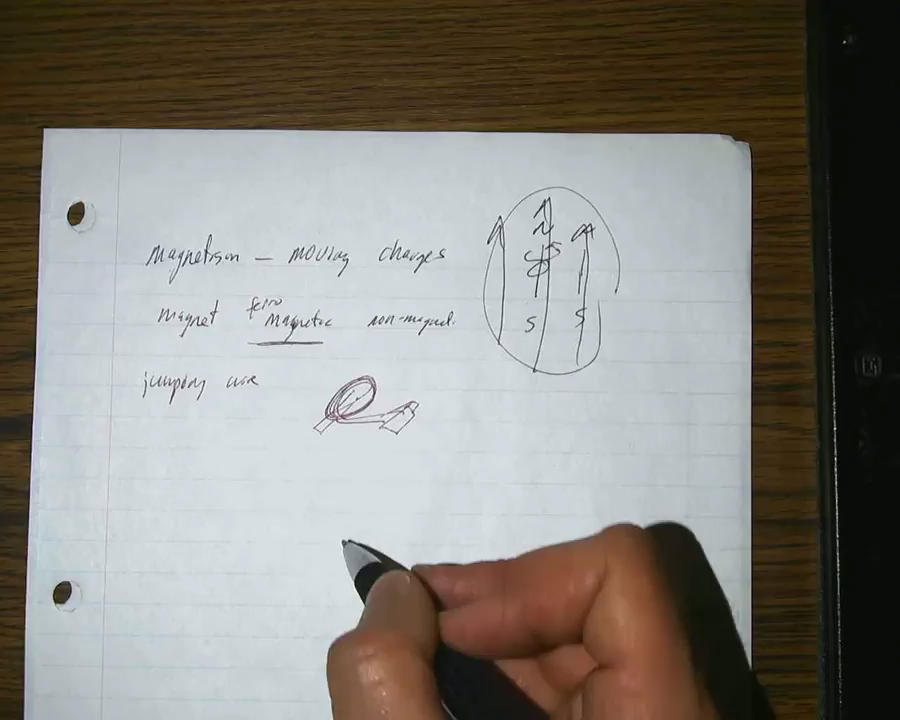 magnetism - moving charges
magnet ferro magnetic non-magnet.
jumping wire
N
S
S